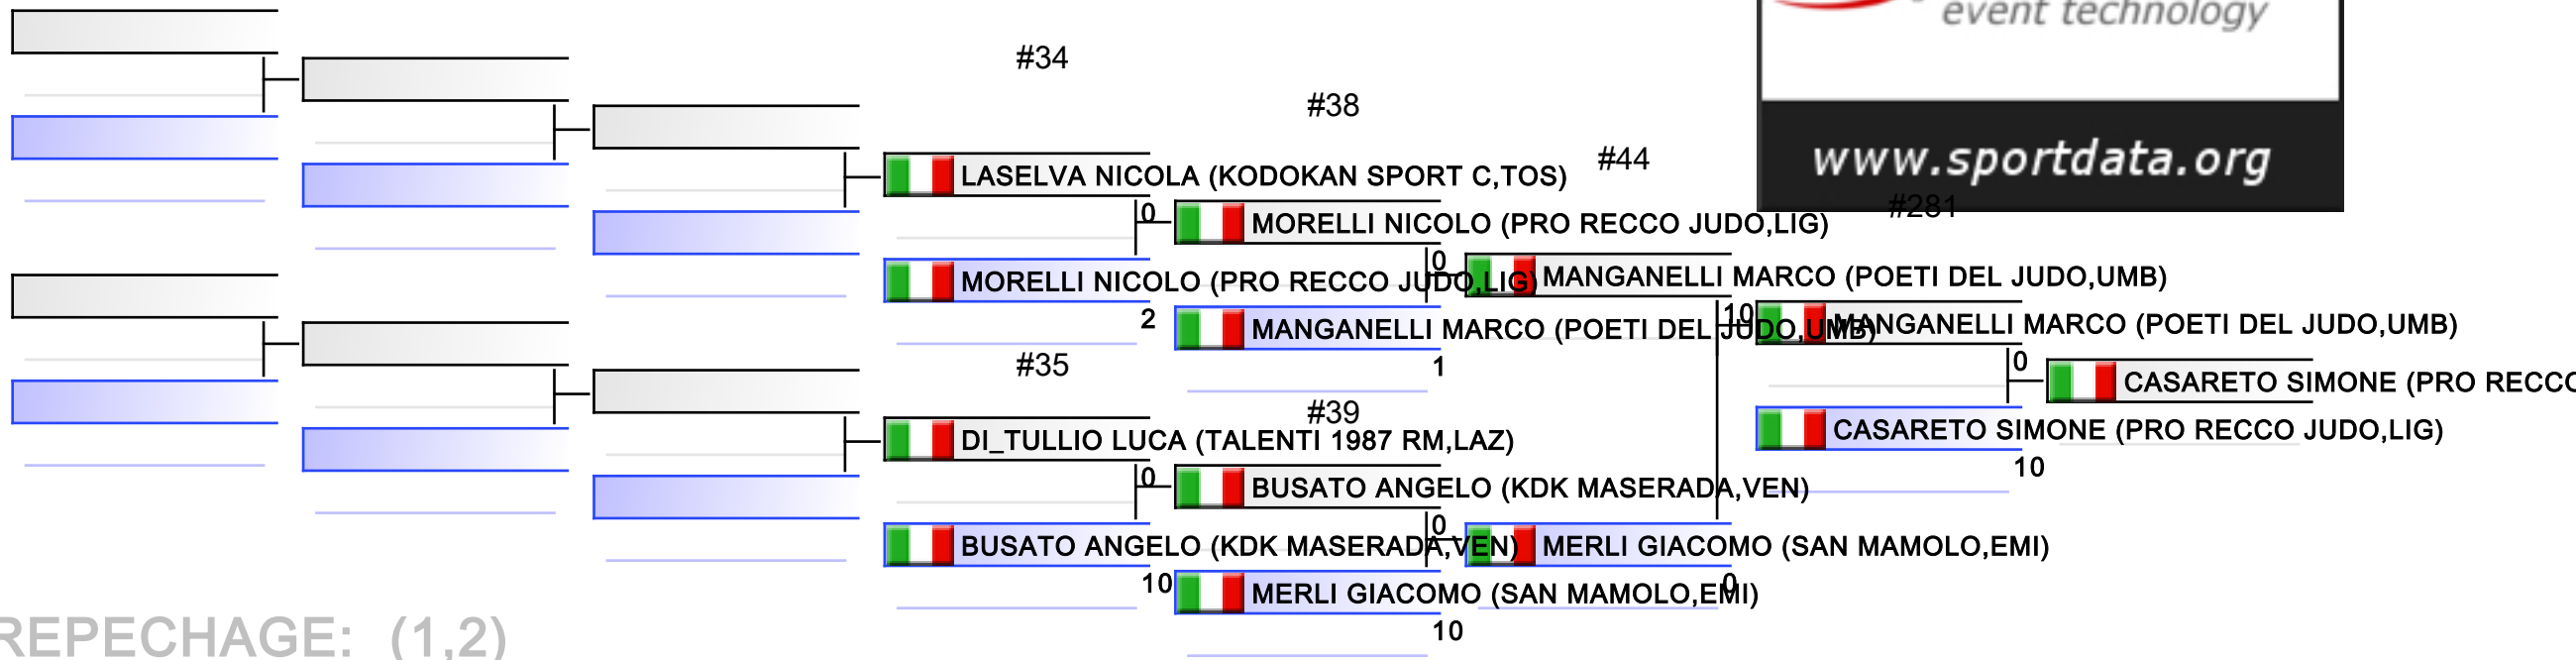 event technology
www.sportdata.org
#34
#38
#44
#281
LASELVA NICOLA (KODOKAN SPORT C,TOS)
0
MORELLI NICOLO (PRO RECCO JUDO,LIG)
2
MORELLI NICOLO (PRO RECCO JUDO,LIG)
0
MANGANELLI MARCO (POETI DEL JUDO,UMB)
1
MANGANELLI MARCO (POETI DEL JUDO,UMB)
10
MANGANELLI MARCO (POETI DEL JUDO,UMB)
0
CASARETO SIMONE (PRO RECCO JUDO,LIG)
10
CASARETO SIMONE (PRO RECCO
#35
#39
DI_TULLIO LUCA (TALENTI 1987 RM,LAZ)
0
BUSATO ANGELO (KDK MASERADA,VEN)
10
BUSATO ANGELO (KDK MASERADA,VEN)
0
MERLI GIACOMO (SAN MAMOLO,EMI)
10
MERLI GIACOMO (SAN MAMOLO,EMI)
0
REPECHAGE: (1,2)